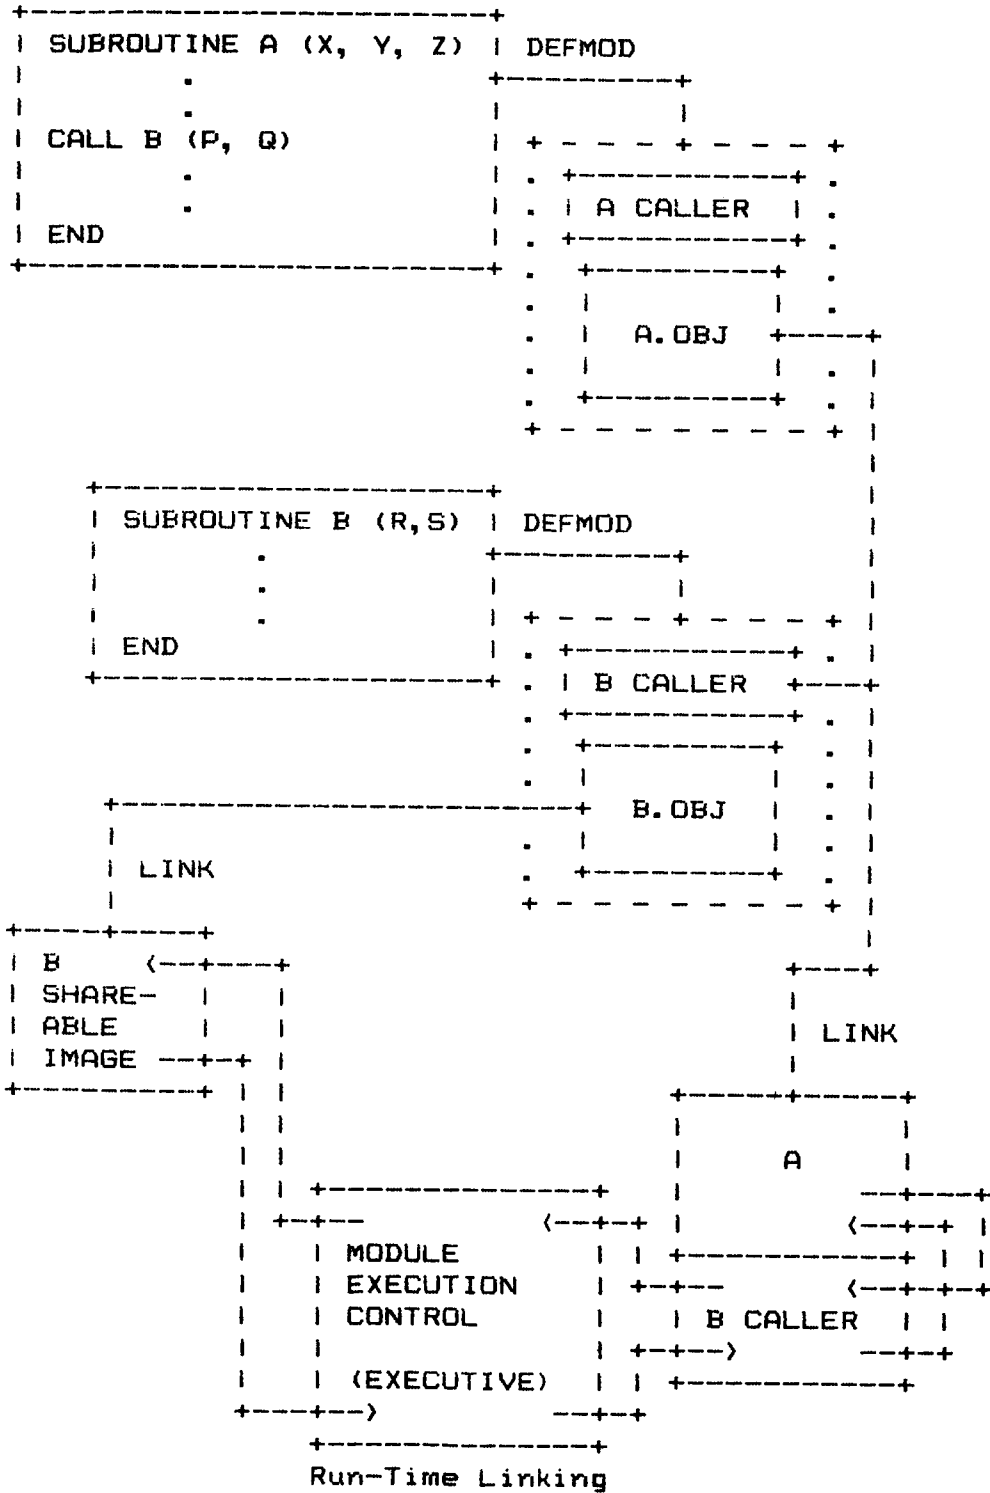 SUBROUTINE A (X, Y, Z)
DEFMOD
.
.
CALL B (P, Q)
.
.
END
A CALLER
A.OBJ
SUBROUTINE B (R,S)
DEFMOD
.
.
.
END
B CALLER
B.OBJ
LINK
B
SHARE-
ABLE
IMAGE
LINK
A
MODULE
EXECUTION
CONTROL
(EXECUTIVE)
B CALLER
Run-Time Linking